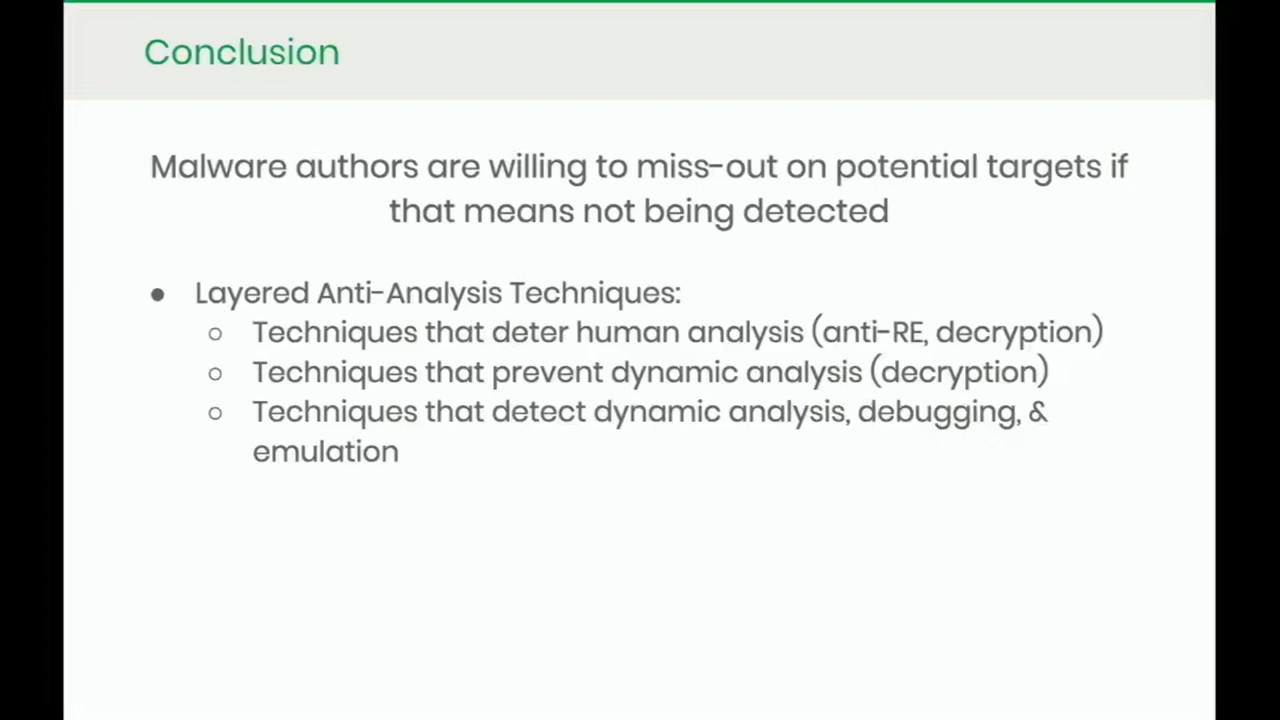 Conclusion
Malware authors are willing to miss-out on potential targets if
that means not being detected
● Layered Anti-Analysis Techniques:
○ Techniques that deter human analysis (anti-RE, decryption)
○ Techniques that prevent dynamic analysis (decryption)
○ Techniques that detect dynamic analysis, debugging, &
emulation